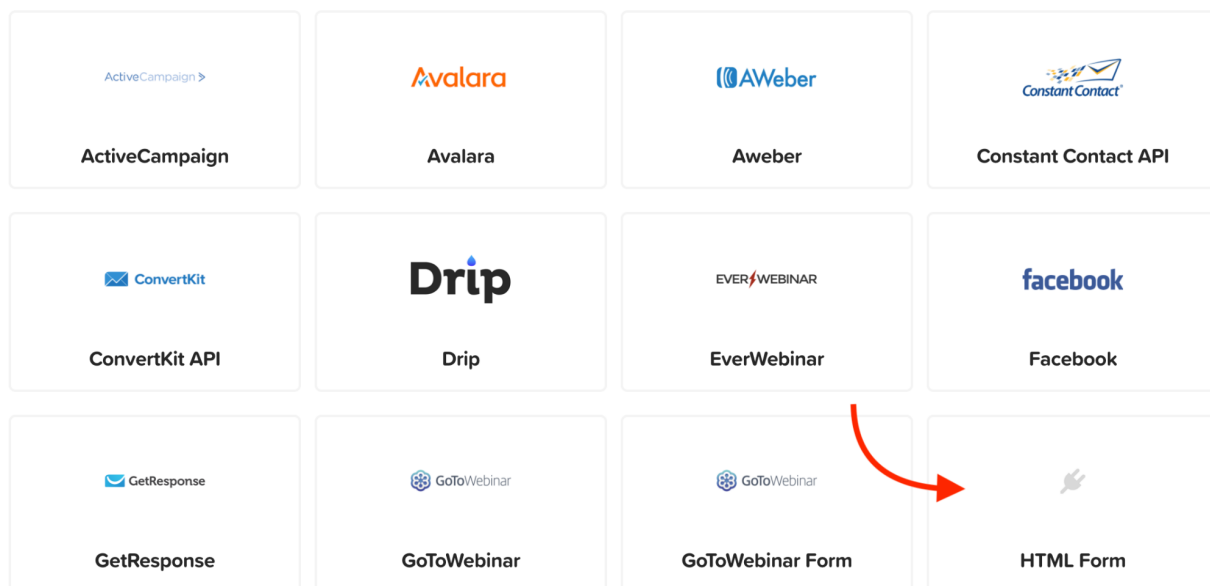 ActiveCampaign >
Avalara
AWeber
Constant Contact®
ActiveCampaign
Avalara
Aweber
Constant Contact API
ConvertKit
Drip
EVERWEBINAR
facebook
ConvertKit API
Drip
EverWebinar
Facebook
GetResponse
GoToWebinar
GoToWebinar
GetResponse
GoToWebinar
GoToWebinar Form
HTML Form